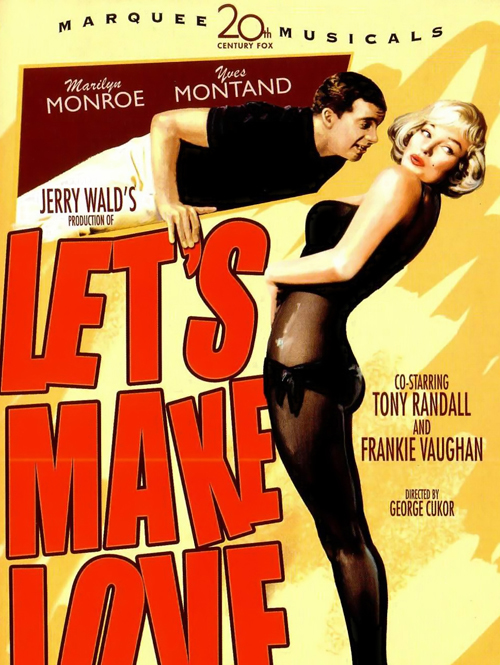 MARQUEE 20th MUSICALS
CENTURY FOX
Marilyn
MONROE
Yves
MONTAND
JERRY WALD'S
PRODUCTION OF
LET'S
MAKE
LOVE
CO-STARRING
TONY RANDALL
AND
FRANKIE VAUGHAN
DIRECTED BY
GEORGE CUKOR